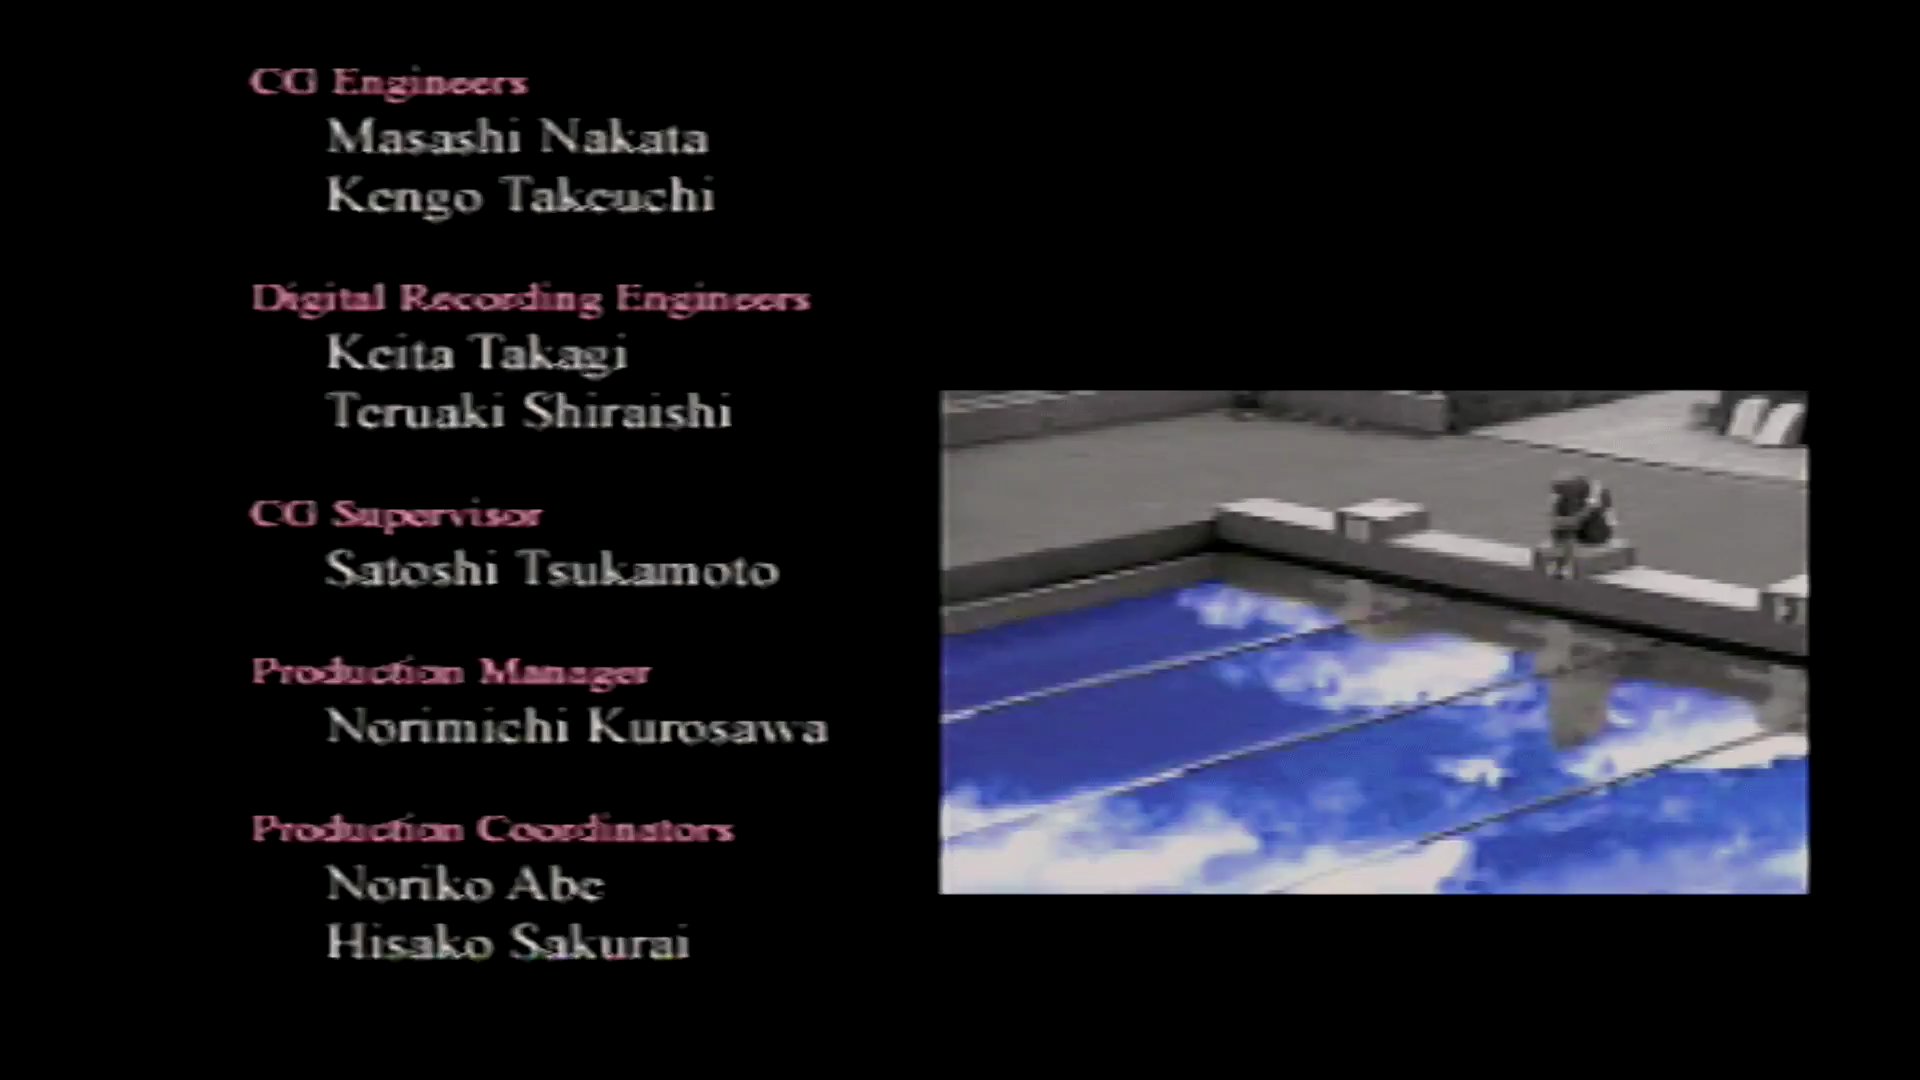 CG Engineers
Masashi Nakata
Kengo Takeuchi
Digital Recording Engineers
Keita Takagi
Teruaki Shiraishi
CG Supervisor
Satoshi Tsukamoto
Production Manager
Norimichi Kurosawa
Production Coordinators
Noriko Abe
Hisako Sakurai